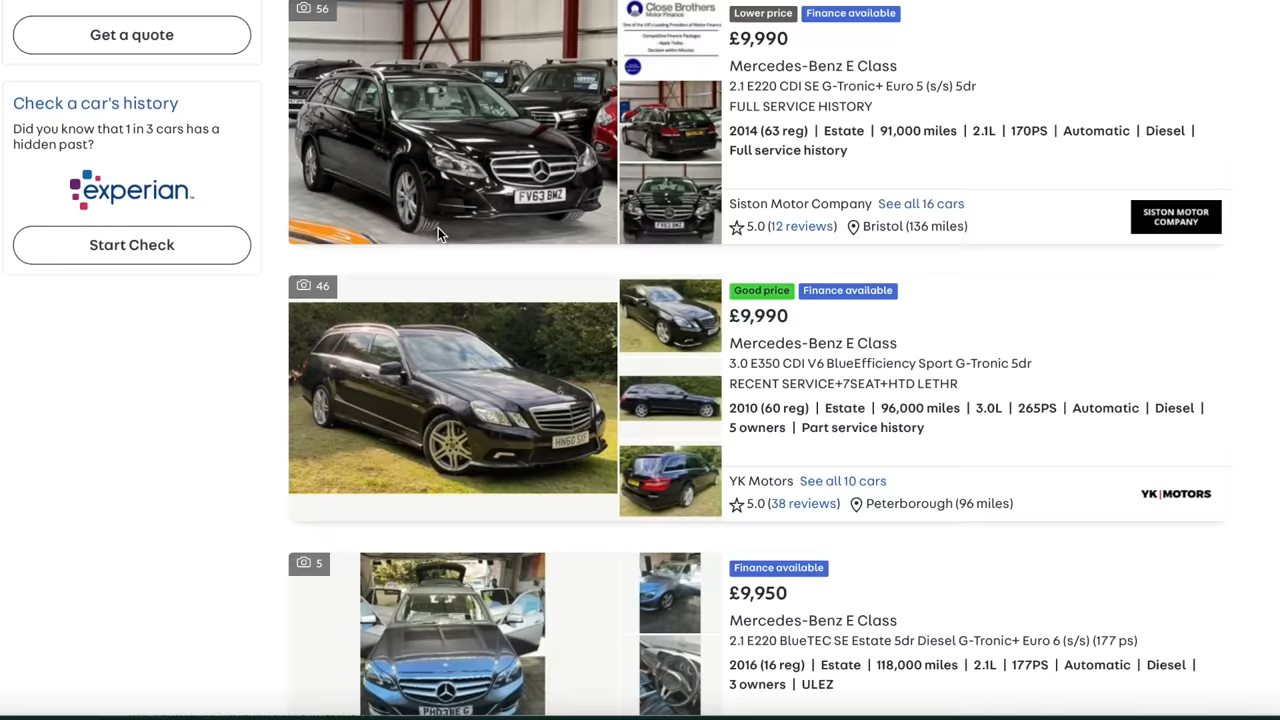 Get a quote
Check a car's history
Did you know that 1 in 3 cars has a
hidden past?
experian
Start Check
56
Close Brothers
Motor Finance
FV63 BMZ
Lower price
Finance available
£9,990
Mercedes-Benz E Class
2.1 E220 CDI SE G-Tronic+ Euro 5 (s/s) 5dr
FULL SERVICE HISTORY
2014 (63 reg) | Estate | 91,000 miles | 2.1L | 170PS | Automatic | Diesel |
Full service history
Siston Motor Company See all 16 cars
5.0 (12 reviews) Bristol (136 miles)
SISTON MOTOR
COMPANY
46
HN60 SXF
Good price
Finance available
£9,990
Mercedes-Benz E Class
3.0 E350 CDI V6 BlueEfficiency Sport G-Tronic 5dr
RECENT SERVICE+7SEAT+HTD LETHR
2010 (60 reg) | Estate | 96,000 miles | 3.0L | 265PS | Automatic | Diesel |
5 owners | Part service history
YK Motors See all 10 cars
5.0 (38 reviews) Peterborough (96 miles)
YK|MOTORS
5
Finance available
£9,950
Mercedes-Benz E Class
2.1 E220 BlueTEC SE Estate 5dr Diesel G-Tronic+ Euro 6 (s/s) (177 ps)
2016 (16 reg) | Estate | 118,000 miles | 2.1L | 177PS | Automatic | Diesel |
3 owners | ULEZ